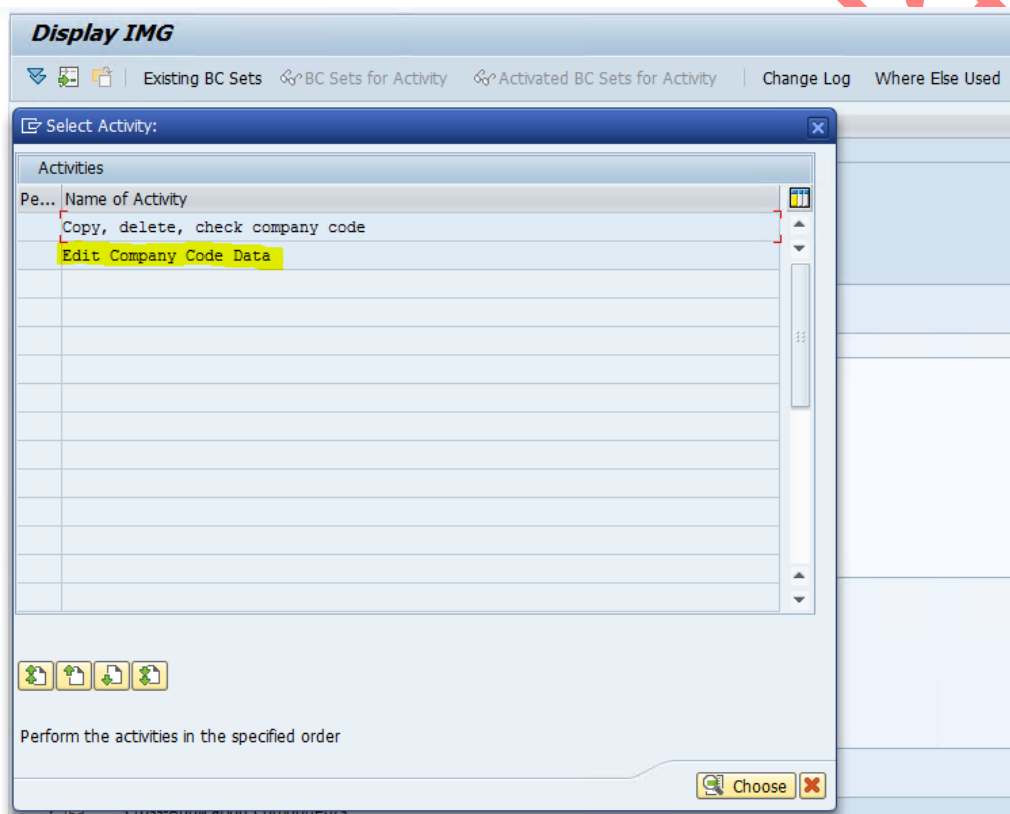 Display IMG
Existing BC Sets BC Sets for Activity Activated BC Sets for Activity Change Log Where Else Used
Select Activity:
Activities
Pe... Name of Activity
Copy, delete, check company code
Edit Company Code Data
Perform the activities in the specified order
Choose